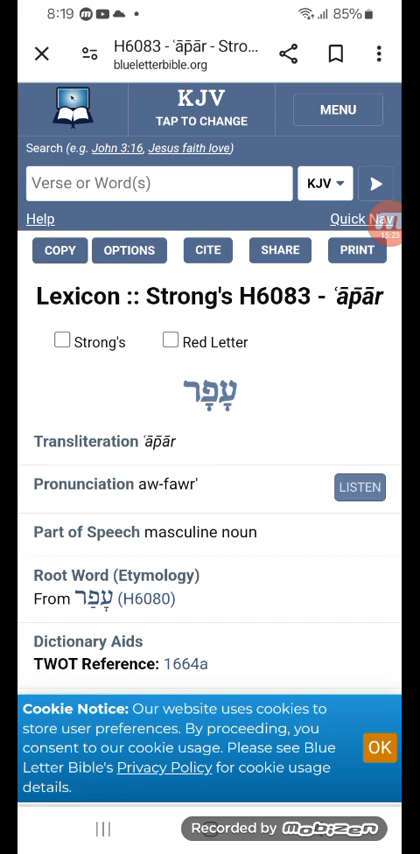 8:19 85%
H6083 - ʿāp̄ār - Stro...
blueletterbible.org
KJV
TAP TO CHANGE
MENU
Search (e.g. John 3:16, Jesus faith love)
Verse or Word(s) KJV
Help Quick Nav
15:23
COPY OPTIONS CITE SHARE PRINT
Lexicon :: Strong's H6083 - ʿāp̄ār
Strong's Red Letter
עָפָר
Transliteration ʿāp̄ār
Pronunciation aw-fawr' LISTEN
Part of Speech masculine noun
Root Word (Etymology)
From עָפַר (H6080)
Dictionary Aids
TWOT Reference: 1664a
Cookie Notice: Our website uses cookies to
store user preferences. By proceeding, you
consent to our cookie usage. Please see Blue
Letter Bible's Privacy Policy for cookie usage
details.
OK
Recorded by mobizen